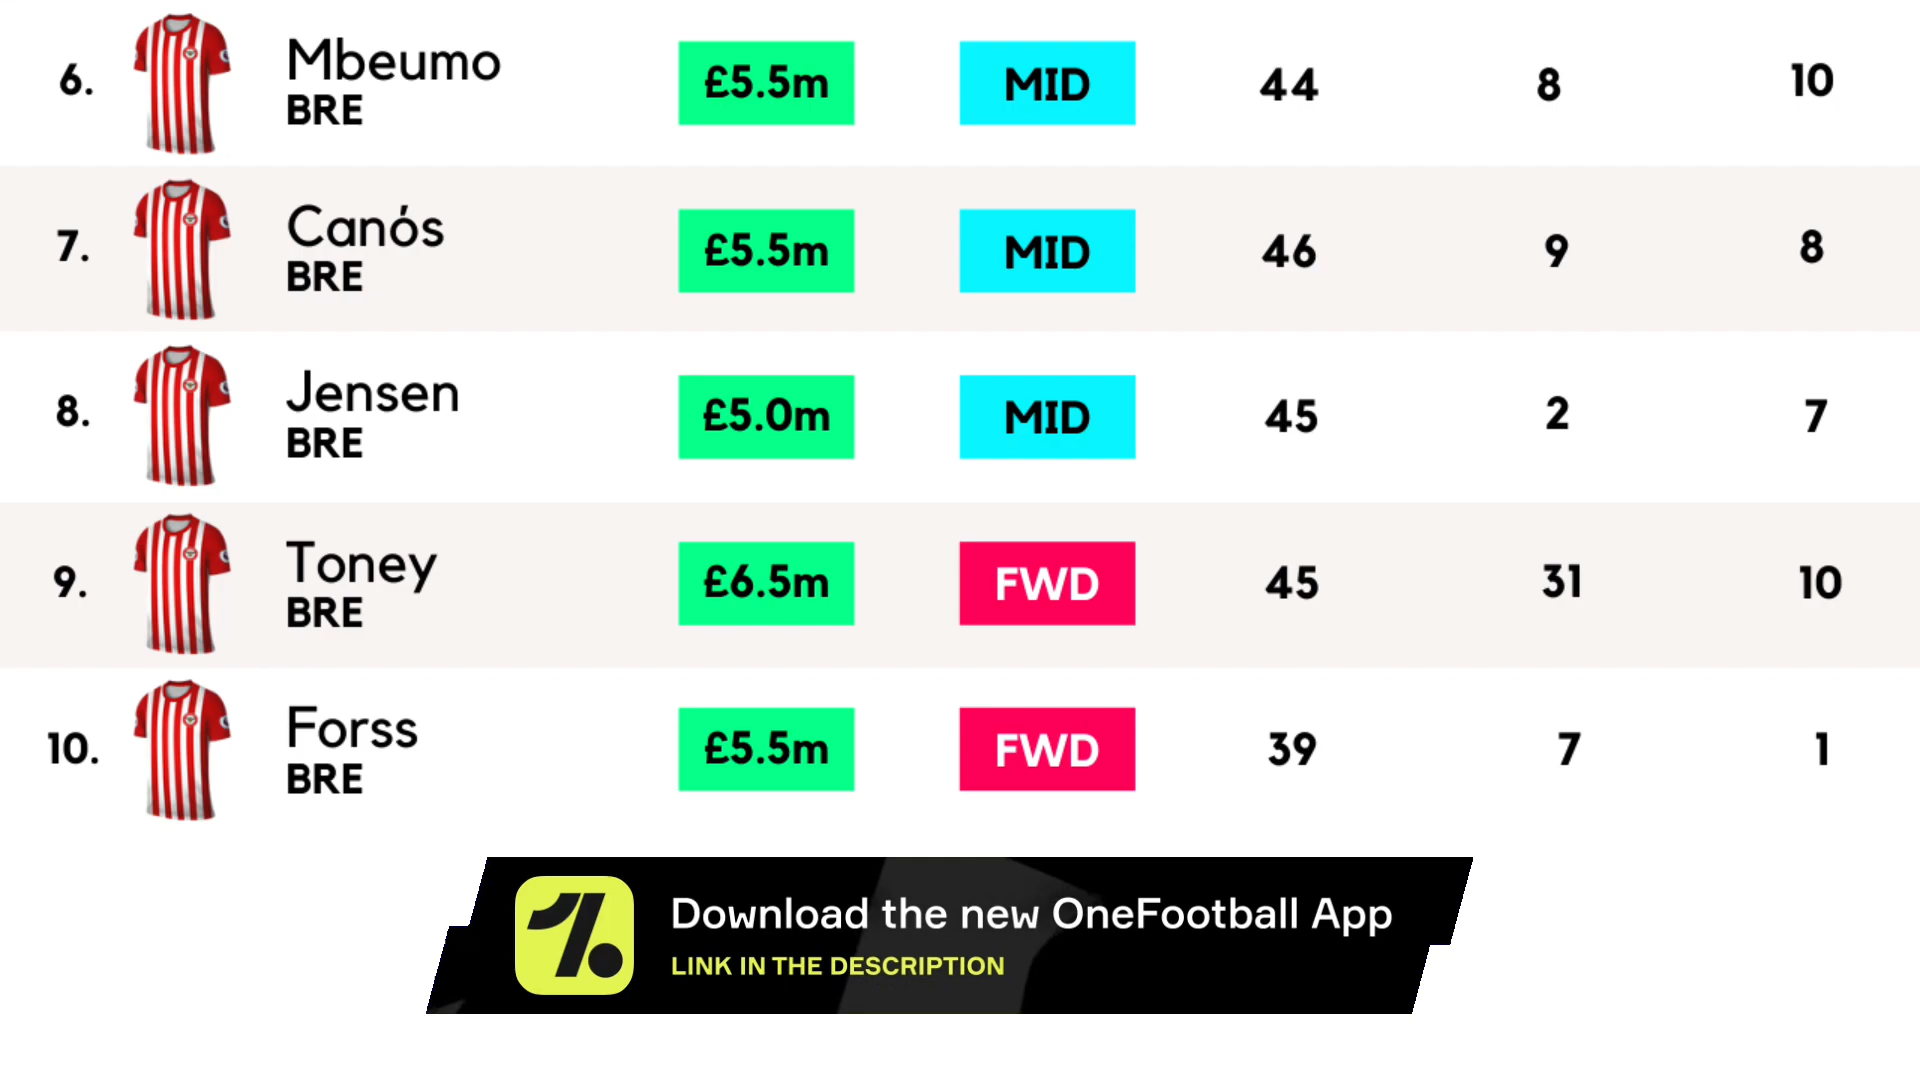 6. Mbeumo £5.5m MID 44 8 10
BRE
7. Canós £5.5m MID 46 9 8
BRE
8. Jensen £5.0m MID 45 2 7
BRE
9. Toney £6.5m FWD 45 31 10
BRE
10. Forss £5.5m FWD 39 7 1
BRE
Download the new OneFootball App
LINK IN THE DESCRIPTION